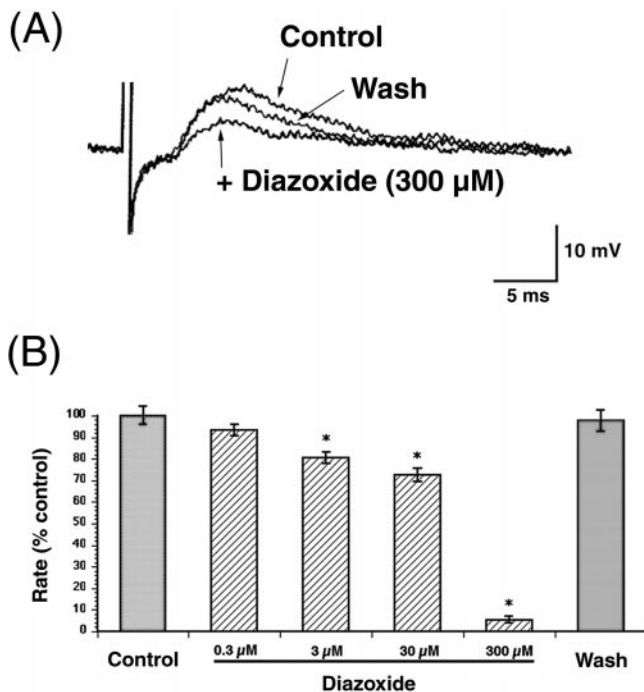 (A)
Control
Wash
+ Diazoxide (300 µM)
10 mV
5 ms
(B)
Rate (% control)
100
90
80
70
60
50
40
30
20
10
0
*
*
*
Control
0.3 µM
3 µM
30 µM
300 µM
Wash
Diazoxide